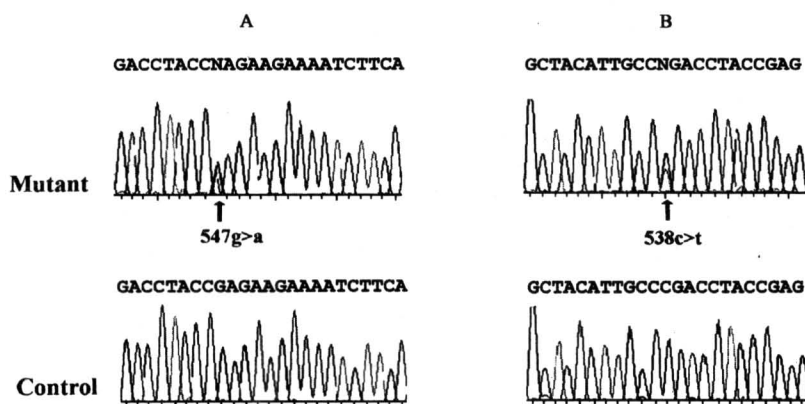 A
B
GACCTACCNAGAAGAAAATCTTCA
GCTACATTGCCNGACCTACCGAG
Mutant
547g>a
538c>t
GACCTACCGAGAAGAAAATCTTCA
GCTACATTGCCCGACCTACCGAG
Control